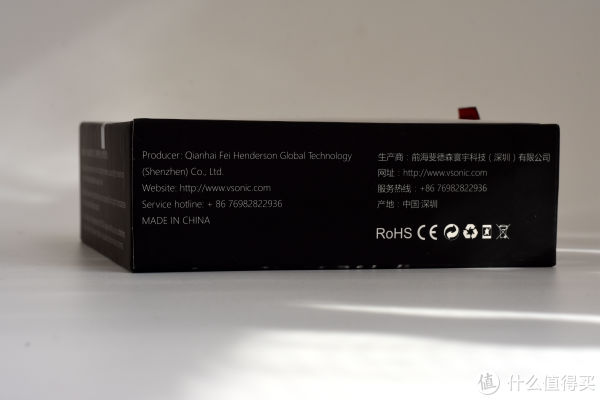 Producer: Qianhai Fei Henderson Global Technology
(Shenzhen) Co., Ltd.
Website: http://www.vsonic.com
Service hotline: + 86 76982822936
MADE IN CHINA
生产商：前海斐德森寰宇科技（深圳）有限公司
网址：http://www.vsonic.com
服务热线：+86 76982822936
产地：中国 深圳
RoHS CE
值 什么值得买